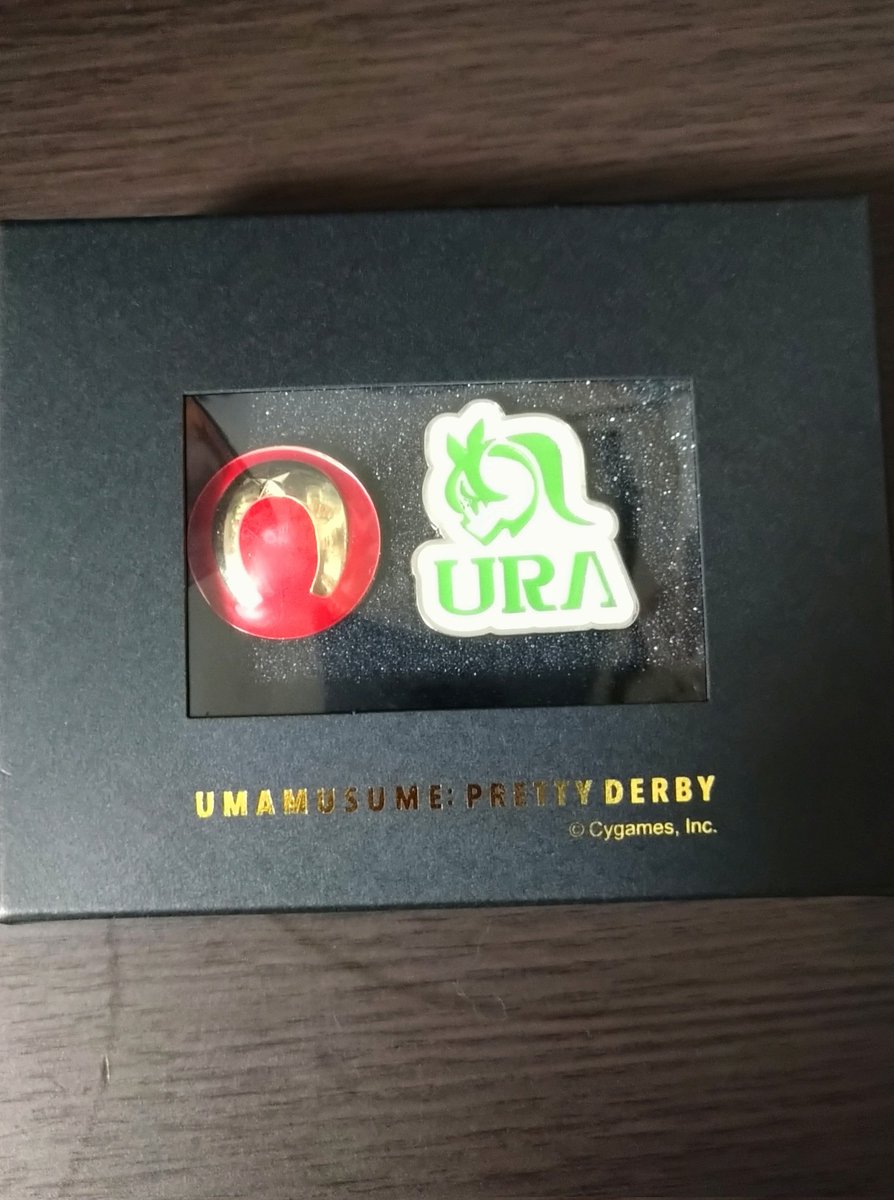 URA
UMAMUSUME: PRETTY DERBY
© Cygames, Inc.